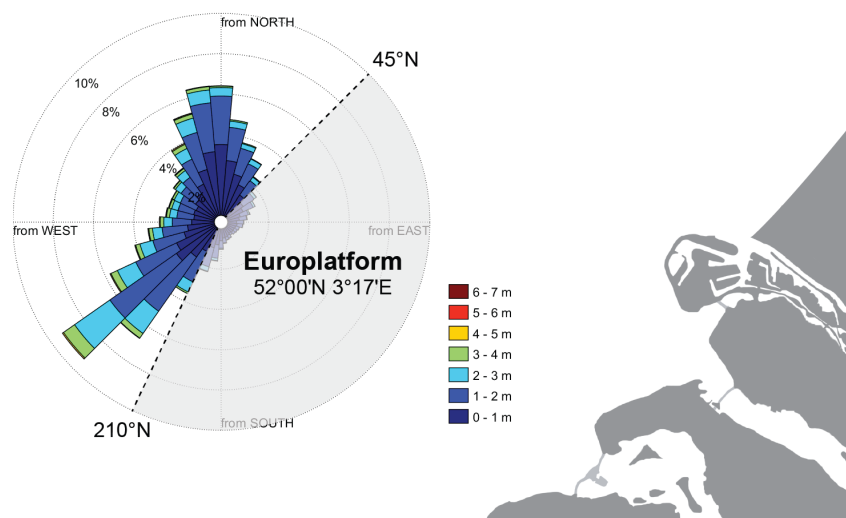 from NORTH
45°N
10%
8%
6%
4%
2%
from WEST
from EAST
Europlatform
52°00'N 3°17'E
6 - 7 m
5 - 6 m
4 - 5 m
3 - 4 m
2 - 3 m
1 - 2 m
0 - 1 m
from SOUTH
210°N